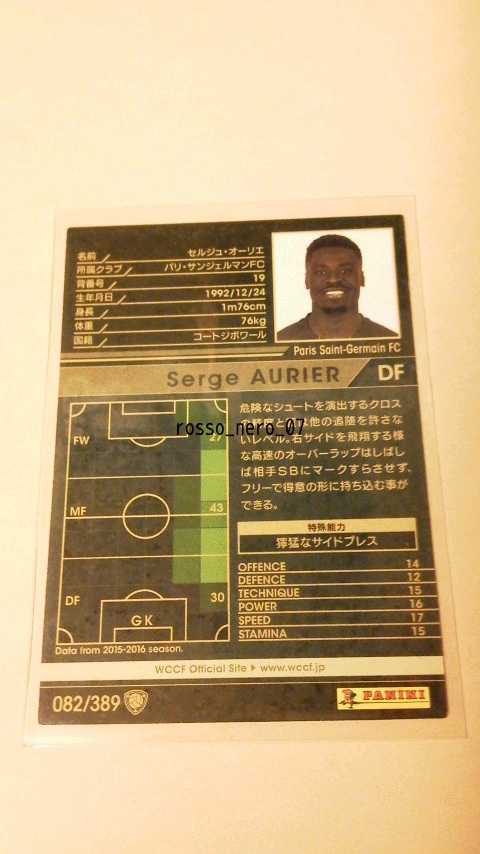 名前 セルジュ・オーリエ
所属クラブ パリ・サンジェルマンFC
背番号 19
生年月日 1992/12/24
身長 1m76cm
体重 76kg
国籍 コートジボワール
Paris Saint-Germain FC
Serge AURIER DF
危険なシュートを演出するクロス
rosso_nero_07
他の追随を許さな
いレベル。右サイドを飛翔する様
な高速のオーバーラップはしばし
ば相手SBにマークすらさせず、
フリーで得意の形に持ち込む事が
できる。
FW 27
MF 43
DF 30
GK
Data from 2015-2016 season.
特殊能力
獰猛なサイドプレス
OFFENCE 14
DEFENCE 12
TECHNIQUE 15
POWER 16
SPEED 17
STAMINA 15
WCCF Official Site www.wccf.jp
082/389
PANINI